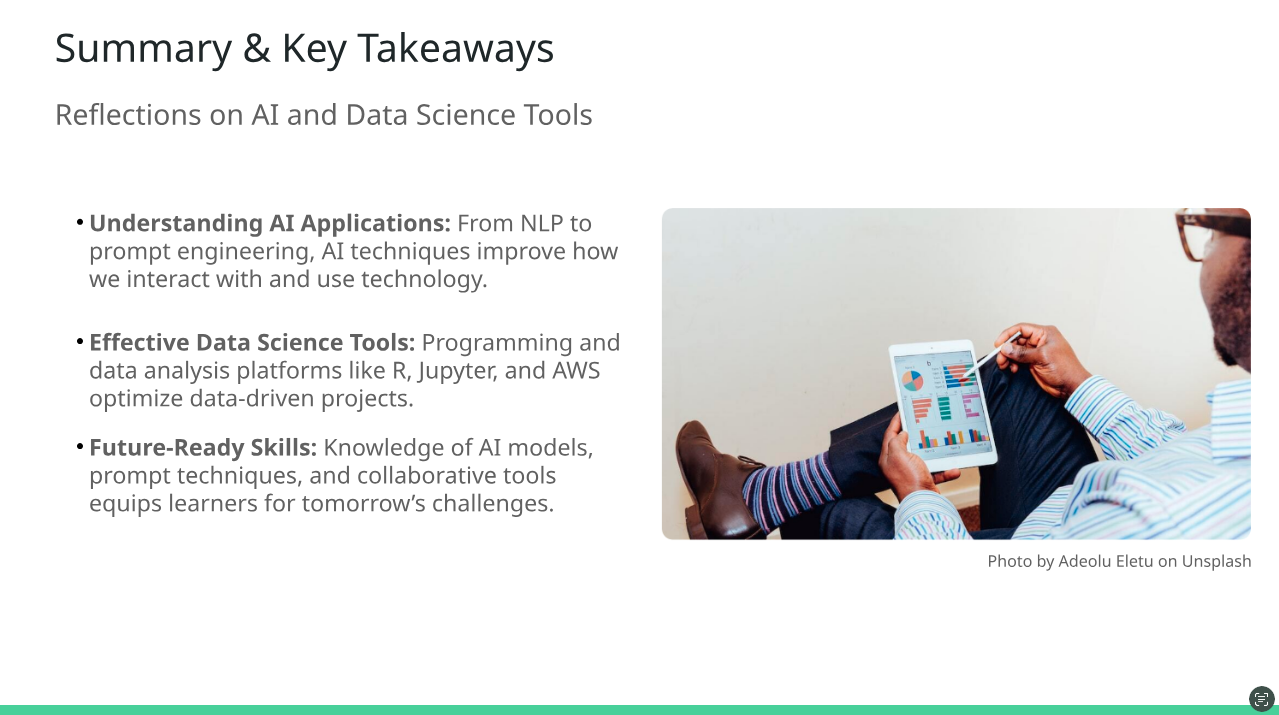 Summary & Key Takeaways
Reflections on AI and Data Science Tools
• Understanding AI Applications: From NLP to
prompt engineering, AI techniques improve how
we interact with and use technology.
• Effective Data Science Tools: Programming and
data analysis platforms like R, Jupyter, and AWS
optimize data-driven projects.
• Future-Ready Skills: Knowledge of AI models,
prompt techniques, and collaborative tools
equips learners for tomorrow’s challenges.
Photo by Adeolu Eletu on Unsplash